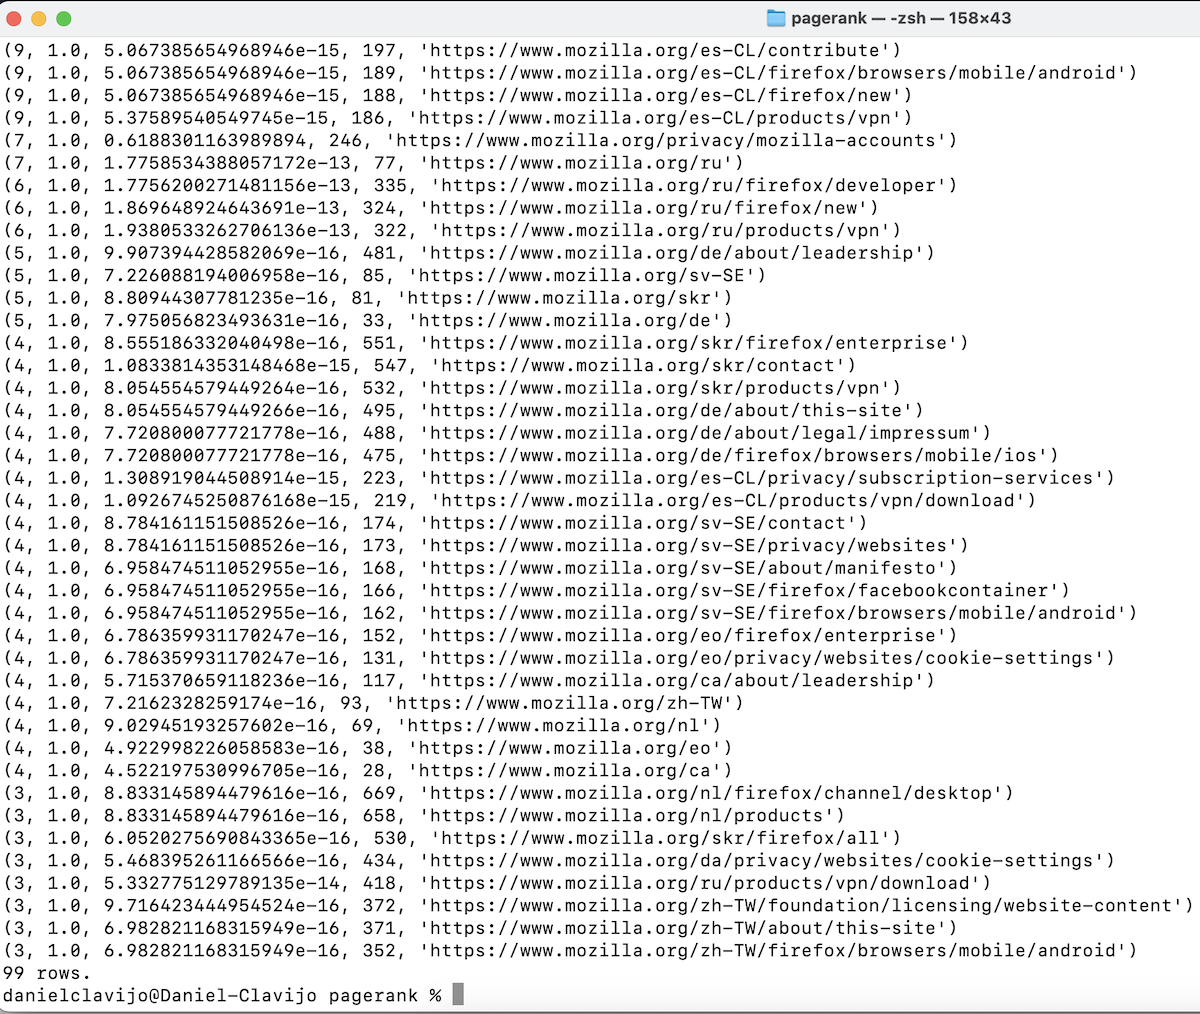 pagerank — -zsh — 158×43
(9, 1.0, 5.067385654968946e-15, 197, 'https://www.mozilla.org/es-CL/contribute')
(9, 1.0, 5.067385654968946e-15, 189, 'https://www.mozilla.org/es-CL/firefox/browsers/mobile/android')
(9, 1.0, 5.067385654968946e-15, 188, 'https://www.mozilla.org/es-CL/firefox/new')
(9, 1.0, 5.37589540549745e-15, 186, 'https://www.mozilla.org/es-CL/products/vpn')
(7, 1.0, 0.6188301163989894, 246, 'https://www.mozilla.org/privacy/mozilla-accounts')
(7, 1.0, 1.7758534388057172e-13, 77, 'https://www.mozilla.org/ru')
(6, 1.0, 1.7756200271481156e-13, 335, 'https://www.mozilla.org/ru/firefox/developer')
(6, 1.0, 1.869648924643691e-13, 324, 'https://www.mozilla.org/ru/firefox/new')
(6, 1.0, 1.9380533262706136e-13, 322, 'https://www.mozilla.org/ru/products/vpn')
(5, 1.0, 9.907394428582069e-16, 481, 'https://www.mozilla.org/de/about/leadership')
(5, 1.0, 7.226088194006958e-16, 85, 'https://www.mozilla.org/sv-SE')
(5, 1.0, 8.80944307781235e-16, 81, 'https://www.mozilla.org/skr')
(5, 1.0, 7.975056823493631e-16, 33, 'https://www.mozilla.org/de')
(4, 1.0, 8.555186332040498e-16, 551, 'https://www.mozilla.org/skr/firefox/enterprise')
(4, 1.0, 1.0833814353148468e-15, 547, 'https://www.mozilla.org/skr/contact')
(4, 1.0, 8.054554579449264e-16, 532, 'https://www.mozilla.org/skr/products/vpn')
(4, 1.0, 8.054554579449266e-16, 495, 'https://www.mozilla.org/de/about/this-site')
(4, 1.0, 7.720800077721778e-16, 488, 'https://www.mozilla.org/de/about/legal/impressum')
(4, 1.0, 7.720800077721778e-16, 475, 'https://www.mozilla.org/de/firefox/browsers/mobile/ios')
(4, 1.0, 1.308919044508914e-15, 223, 'https://www.mozilla.org/es-CL/privacy/subscription-services')
(4, 1.0, 1.0926745250876168e-15, 219, 'https://www.mozilla.org/es-CL/products/vpn/download')
(4, 1.0, 8.784161151508526e-16, 174, 'https://www.mozilla.org/sv-SE/contact')
(4, 1.0, 8.784161151508526e-16, 173, 'https://www.mozilla.org/sv-SE/privacy/websites')
(4, 1.0, 6.958474511052955e-16, 168, 'https://www.mozilla.org/sv-SE/about/manifesto')
(4, 1.0, 6.958474511052955e-16, 166, 'https://www.mozilla.org/sv-SE/firefox/facebookcontainer')
(4, 1.0, 6.958474511052955e-16, 162, 'https://www.mozilla.org/sv-SE/firefox/browsers/mobile/android')
(4, 1.0, 6.786359931170247e-16, 152, 'https://www.mozilla.org/eo/firefox/enterprise')
(4, 1.0, 6.786359931170247e-16, 131, 'https://www.mozilla.org/eo/privacy/websites/cookie-settings')
(4, 1.0, 5.715370659118236e-16, 117, 'https://www.mozilla.org/ca/about/leadership')
(4, 1.0, 7.2162328259174e-16, 93, 'https://www.mozilla.org/zh-TW')
(4, 1.0, 9.02945193257602e-16, 69, 'https://www.mozilla.org/nl')
(4, 1.0, 4.922998226058583e-16, 38, 'https://www.mozilla.org/eo')
(4, 1.0, 4.522197530996705e-16, 28, 'https://www.mozilla.org/ca')
(3, 1.0, 8.833145894479616e-16, 669, 'https://www.mozilla.org/nl/firefox/channel/desktop')
(3, 1.0, 8.833145894479616e-16, 658, 'https://www.mozilla.org/nl/products')
(3, 1.0, 6.0520275690843365e-16, 530, 'https://www.mozilla.org/skr/firefox/all')
(3, 1.0, 5.468395261166566e-16, 434, 'https://www.mozilla.org/da/privacy/websites/cookie-settings')
(3, 1.0, 5.332775129789135e-14, 418, 'https://www.mozilla.org/ru/products/vpn/download')
(3, 1.0, 9.716423444954524e-16, 372, 'https://www.mozilla.org/zh-TW/foundation/licensing/website-content')
(3, 1.0, 6.982821168315949e-16, 371, 'https://www.mozilla.org/zh-TW/about/this-site')
(3, 1.0, 6.982821168315949e-16, 352, 'https://www.mozilla.org/zh-TW/firefox/browsers/mobile/android')
99 rows.
danielclavijo@Daniel-Clavijo pagerank %